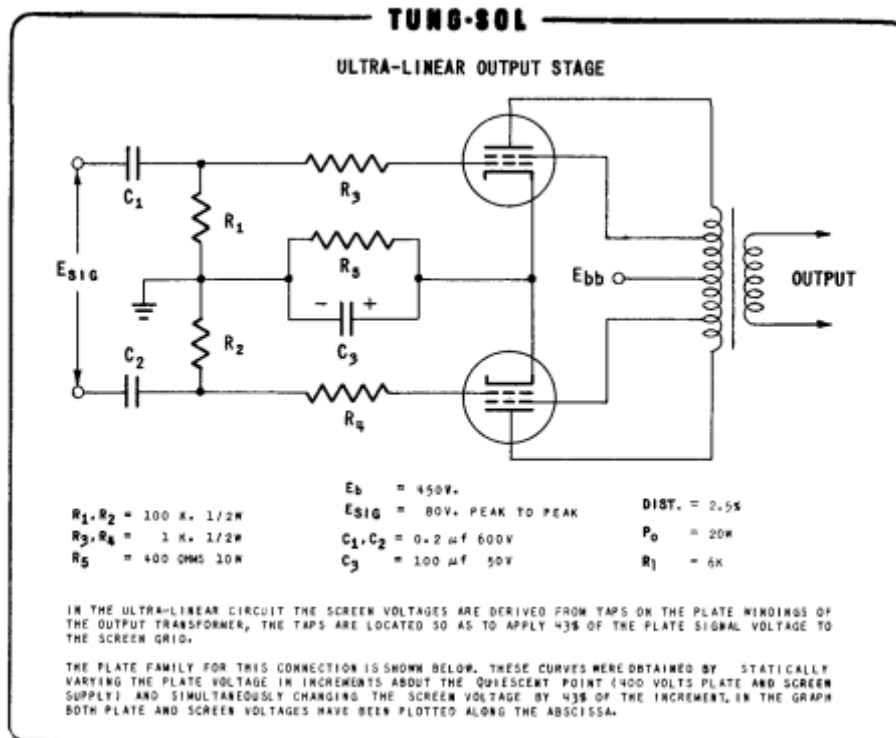 TUNG-SOL
ULTRA-LINEAR OUTPUT STAGE
C1
R3
R1
R5
ESIG
Ebb
OUTPUT
- +
R2
C3
C2
R4
R1,R2 = 100 K. 1/2W
R3,R4 = 1 K. 1/2W
R5 = 400 OHMS 10W
Eb = 450V.
ESIG = 80V. PEAK TO PEAK
C1,C2 = 0.2 µf 600V
C3 = 100 µf 50V
DIST. = 2.5%
Po = 20W
Rl = 6K
IN THE ULTRA-LINEAR CIRCUIT THE SCREEN VOLTAGES ARE DERIVED FROM TAPS ON THE PLATE WINDINGS OF
THE OUTPUT TRANSFORMER, THE TAPS ARE LOCATED SO AS TO APPLY 43% OF THE PLATE SIGNAL VOLTAGE TO
THE SCREEN GRID.
THE PLATE FAMILY FOR THIS CONNECTION IS SHOWN BELOW. THESE CURVES WERE OBTAINED BY STATICALLY
VARYING THE PLATE VOLTAGE IN INCREMENTS ABOUT THE QUIESCENT POINT (400 VOLTS PLATE AND SCREEN
SUPPLY) AND SIMULTANEOUSLY CHANGING THE SCREEN VOLTAGE BY 43% OF THE INCREMENT. IN THE GRAPH
BOTH PLATE AND SCREEN VOLTAGES HAVE BEEN PLOTTED ALONG THE ABSCISSA.